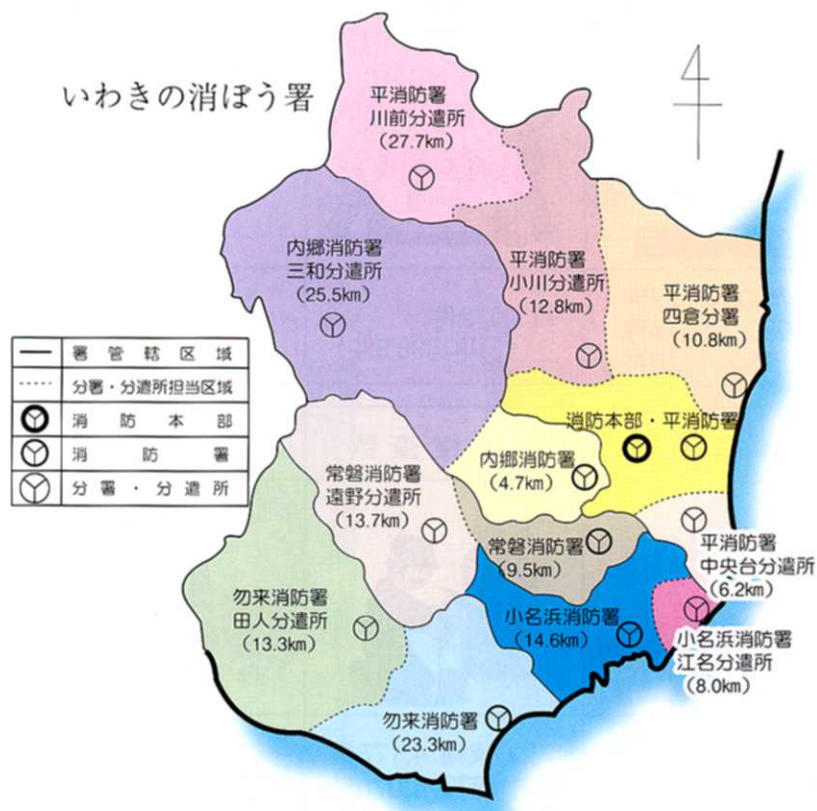 いわきの消ぼう署
平消防署
川前分遣所
(27.7km)
内郷消防署
三和分遣所
(25.5km)
平消防署
小川分遣所
(12.8km)
平消防署
四倉分署
(10.8km)
署管轄区域
分署・分遣所担当区域
消防本部
消防署
分署・分遣所
消防本部・平消防署
内郷消防署
(4.7km)
常磐消防署
遠野分遣所
(13.7km)
常磐消防署
(9.5km)
平消防署
中央台分遣所
(6.2km)
勿来消防署
田人分遣所
(13.3km)
小名浜消防署
(14.6km)
小名浜消防署
江名分遣所
(8.0km)
勿来消防署
(23.3km)